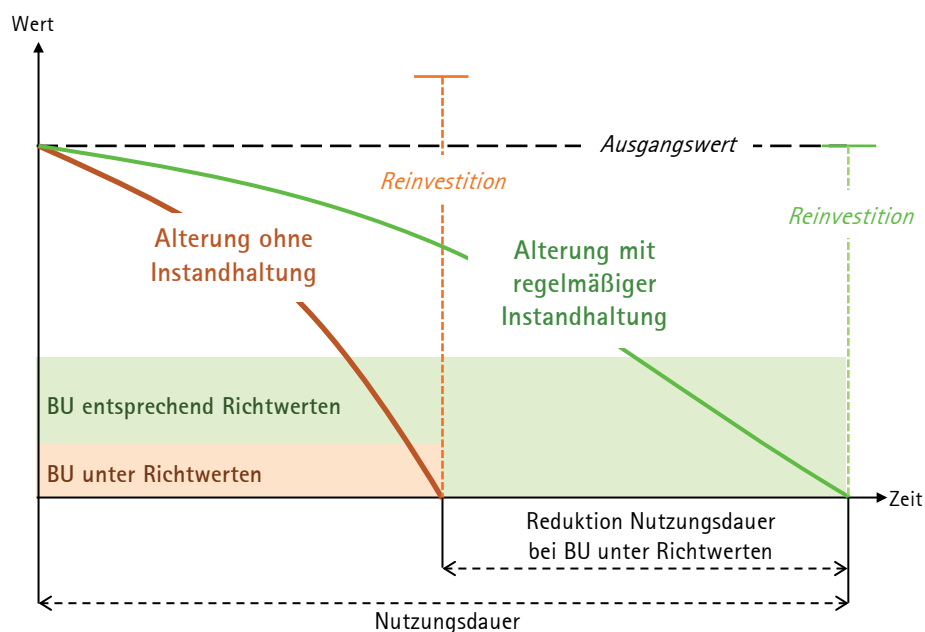 Wert
Ausgangswert
Reinvestition
Reinvestition
Alterung ohne
Instandhaltung
Alterung mit
regelmäßiger
Instandhaltung
BU entsprechend Richtwerten
BU unter Richtwerten
Zeit
Reduktion Nutzungsdauer
bei BU unter Richtwerten
Nutzungsdauer